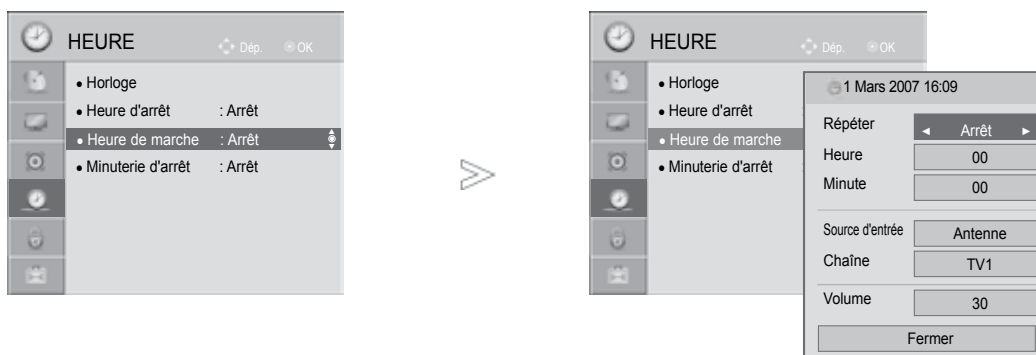 HEURE Dép. OK
• Horloge
• Heure d'arrêt : Arrêt
• Heure de marche : Arrêt
• Minuterie d'arrêt : Arrêt
HEURE Dép. OK
• Horloge
• Heure d'arrêt
• Heure de marche
• Minuterie d'arrêt
1 Mars 2007 16:09
Répéter ◄ Arrêt ►
Heure 00
Minute 00
Source d'entrée Antenne
Chaîne TV1
Volume 30
Fermer